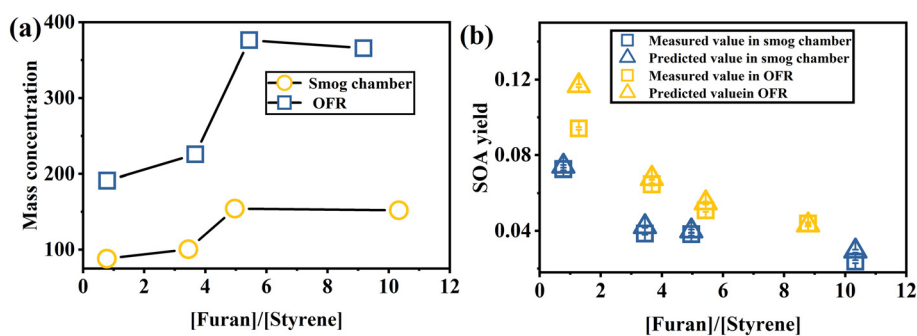 (a)
Mass concentration
400
300
200
100
Smog chamber
OFR
0 2 4 6 8 10 12
[Furan]/[Styrene]
(b)
SOA yield
0.12
0.08
0.04
Measured value in smog chamber
Predicted value in smog chamber
Measured value in OFR
Predicted valuein OFR
0 2 4 6 8 10 12
[Furan]/[Styrene]